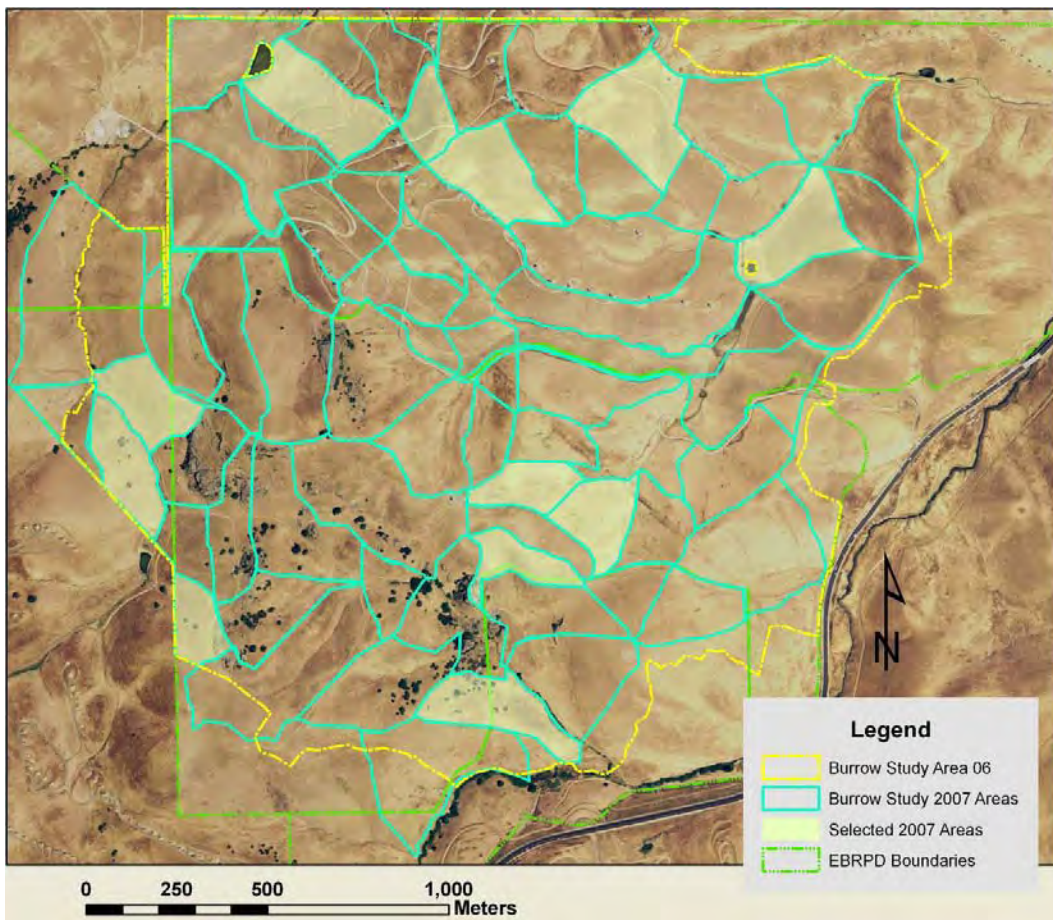 N
Legend
Burrow Study Area 06
Burrow Study 2007 Areas
Selected 2007 Areas
EBRPD Boundaries
0 250 500 1,000
Meters